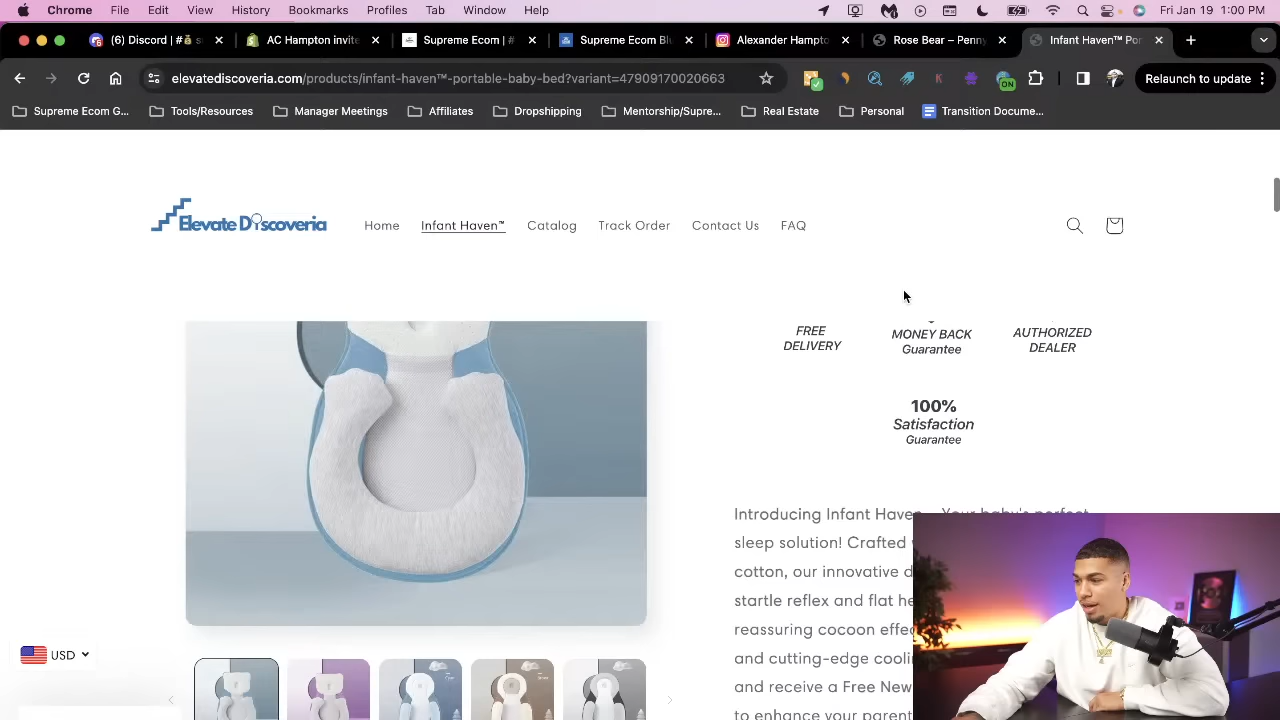 Chrome File Edit View History Bookmarks Profiles Tab Window Help Fri Jan 19 1:00 PM
(6) Discord | #💰 s AC Hampton invite Supreme Ecom | # Supreme Ecom Bl Alexander Hampto Rose Bear – Penny Infant Haven™ Por
elevatediscoveria.com/products/infant-haven™-portable-baby-bed?variant=47909170020663 ON Relaunch to update
Supreme Ecom G... Tools/Resources Manager Meetings Affiliates Dropshipping Mentorship/Supre... Real Estate Personal Transition Docume...
Elevate Discoveria Home Infant Haven™ Catalog Track Order Contact Us FAQ
FREE
DELIVERY
MONEY BACK
Guarantee
AUTHORIZED
DEALER
100%
Satisfaction
Guarantee
Introducing Infant Haven Your baby's perfect
sleep solution! Crafted
cotton, our innovative
startle reflex and flat
reassuring cocoon
and cutting-edge
and receive a Free New
to enhance your
USD